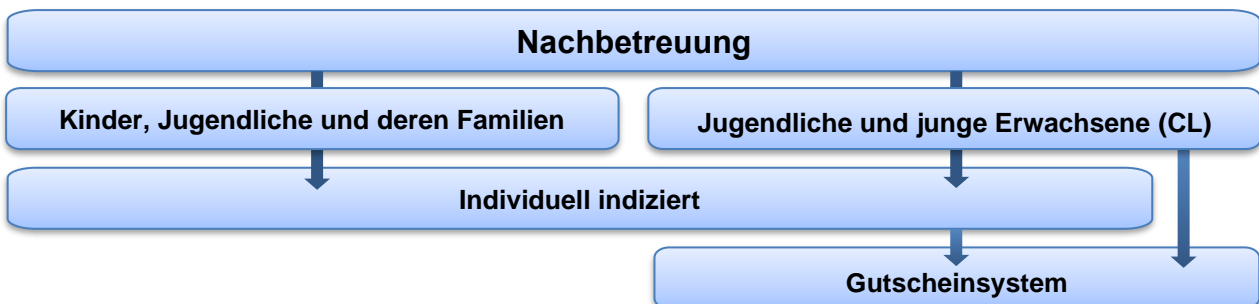 Nachbetreuung
Kinder, Jugendliche und deren Familien
Jugendliche und junge Erwachsene (CL)
Individuell indiziert
Gutscheinsystem